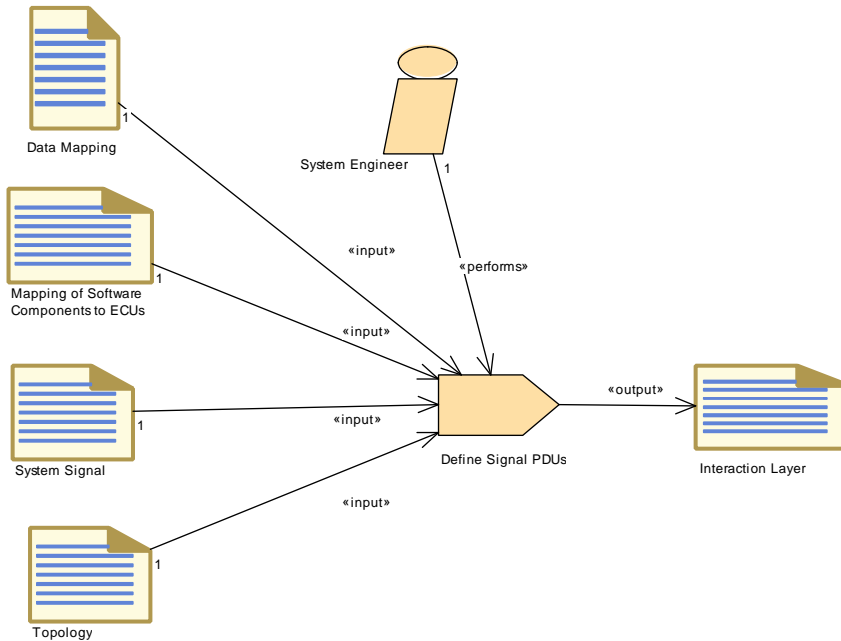 1
Data Mapping
System Engineer
1
«input»
«performs»
Mapping of Software
Components to ECUs
1
«input»
System Signal
1
«input»
Define Signal PDUs
«output»
Interaction Layer
«input»
1
Topology